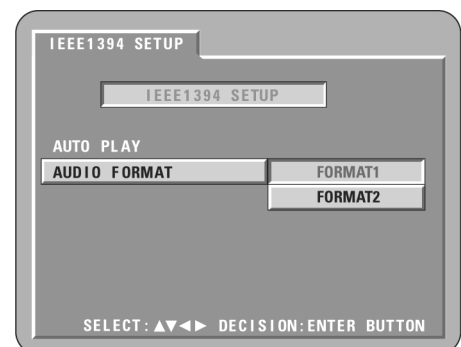 IEEE1394 SETUP
IEEE1394 SETUP
AUTO PLAY
AUDIO FORMAT FORMAT1
FORMAT2
SELECT:▲▼◄► DECISION:ENTER BUTTON